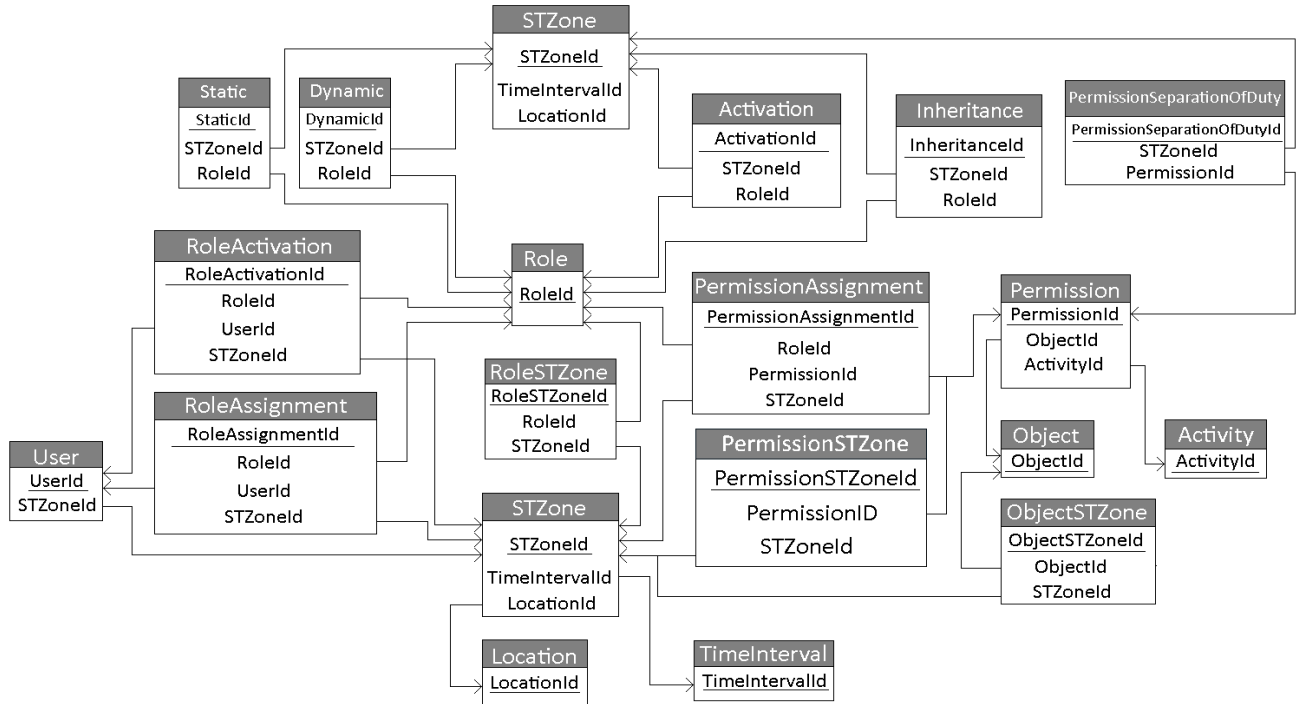 STZone
STZoneId
TimeIntervalId
LocationId
Static
StaticId
STZoneId
RoleId
Dynamic
DynamicId
STZoneId
RoleId
Activation
ActivationId
STZoneId
RoleId
Inheritance
InheritanceId
STZoneId
RoleId
PermissionSeparationOfDuty
PermissionSeparationOfDutyId
STZoneId
PermissionId
RoleActivation
RoleActivationId
RoleId
UserId
STZoneId
Role
RoleId
PermissionAssignment
PermissionAssignmentId
RoleId
PermissionId
STZoneId
Permission
PermissionId
ObjectId
ActivityId
RoleSTZone
RoleSTZoneId
RoleId
STZoneId
RoleAssignment
RoleAssignmentId
RoleId
UserId
STZoneId
User
UserId
STZoneId
PermissionSTZone
PermissionSTZoneId
PermissionID
STZoneId
Object
ObjectId
Activity
ActivityId
STZone
STZoneId
TimeIntervalId
LocationId
ObjectSTZone
ObjectSTZoneId
ObjectId
STZoneId
Location
LocationId
TimeInterval
TimeIntervalId